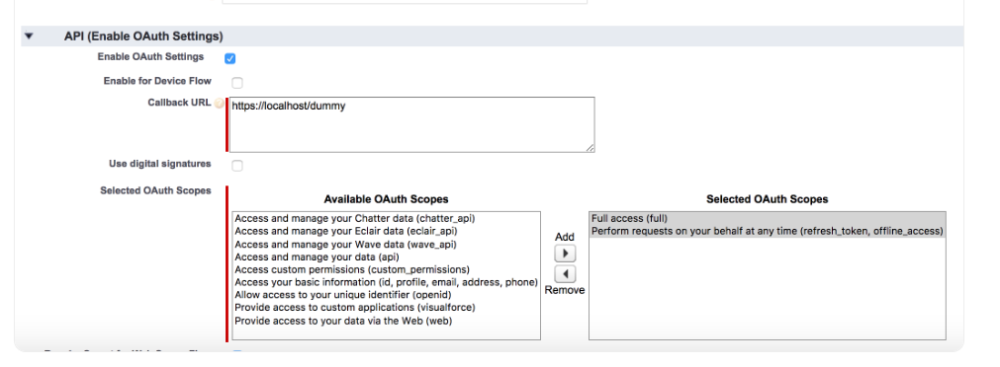 API (Enable OAuth Settings)
Enable OAuth Settings
Enable for Device Flow
Callback URL
https://localhost/dummy
Use digital signatures
Selected OAuth Scopes
Available OAuth Scopes
Access and manage your Chatter data (chatter_api)
Access and manage your Eclair data (eclair_api)
Access and manage your Wave data (wave_api)
Access and manage your data (api)
Access custom permissions (custom_permissions)
Access your basic information (id, profile, email, address, phone)
Allow access to your unique identifier (openid)
Provide access to custom applications (visualforce)
Provide access to your data via the Web (web)
Add
Remove
Selected OAuth Scopes
Full access (full)
Perform requests on your behalf at any time (refresh_token, offline_access)